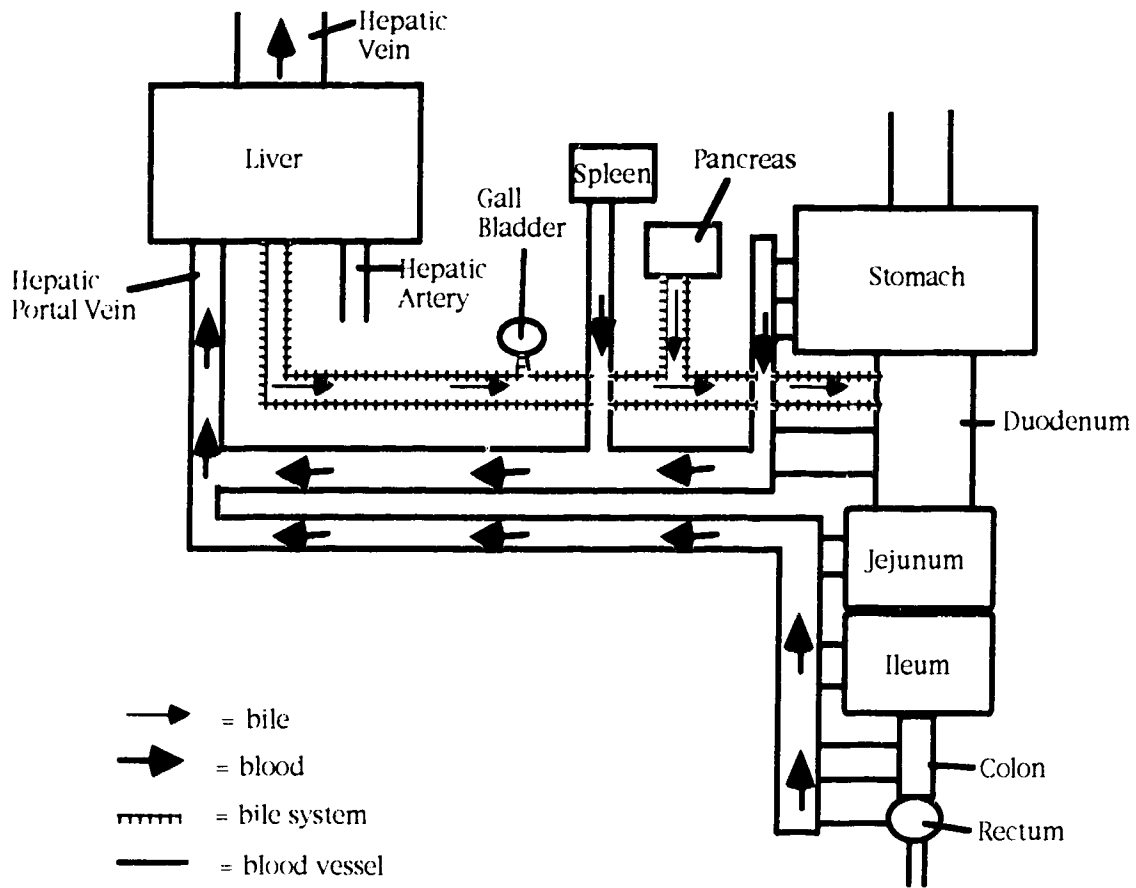 Hepatic
Vein
Liver
Spleen
Pancreas
Gall
Bladder
Stomach
Hepatic
Portal Vein
Hepatic
Artery
Duodenum
Jejunum
Ileum
Colon
Rectum
= bile
= blood
= bile system
= blood vessel